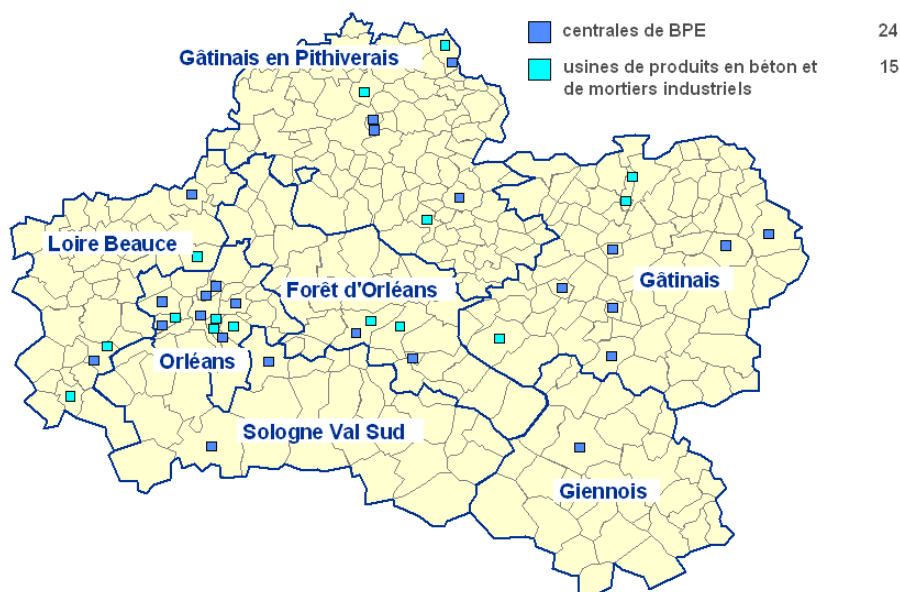 centrales de BPE 24
usines de produits en béton et 15
de mortiers industriels
Gâtinais en Pithiverais
Loire Beauce
Forêt d'Orléans
Gâtinais
Orléans
Sologne Val Sud
Giennois